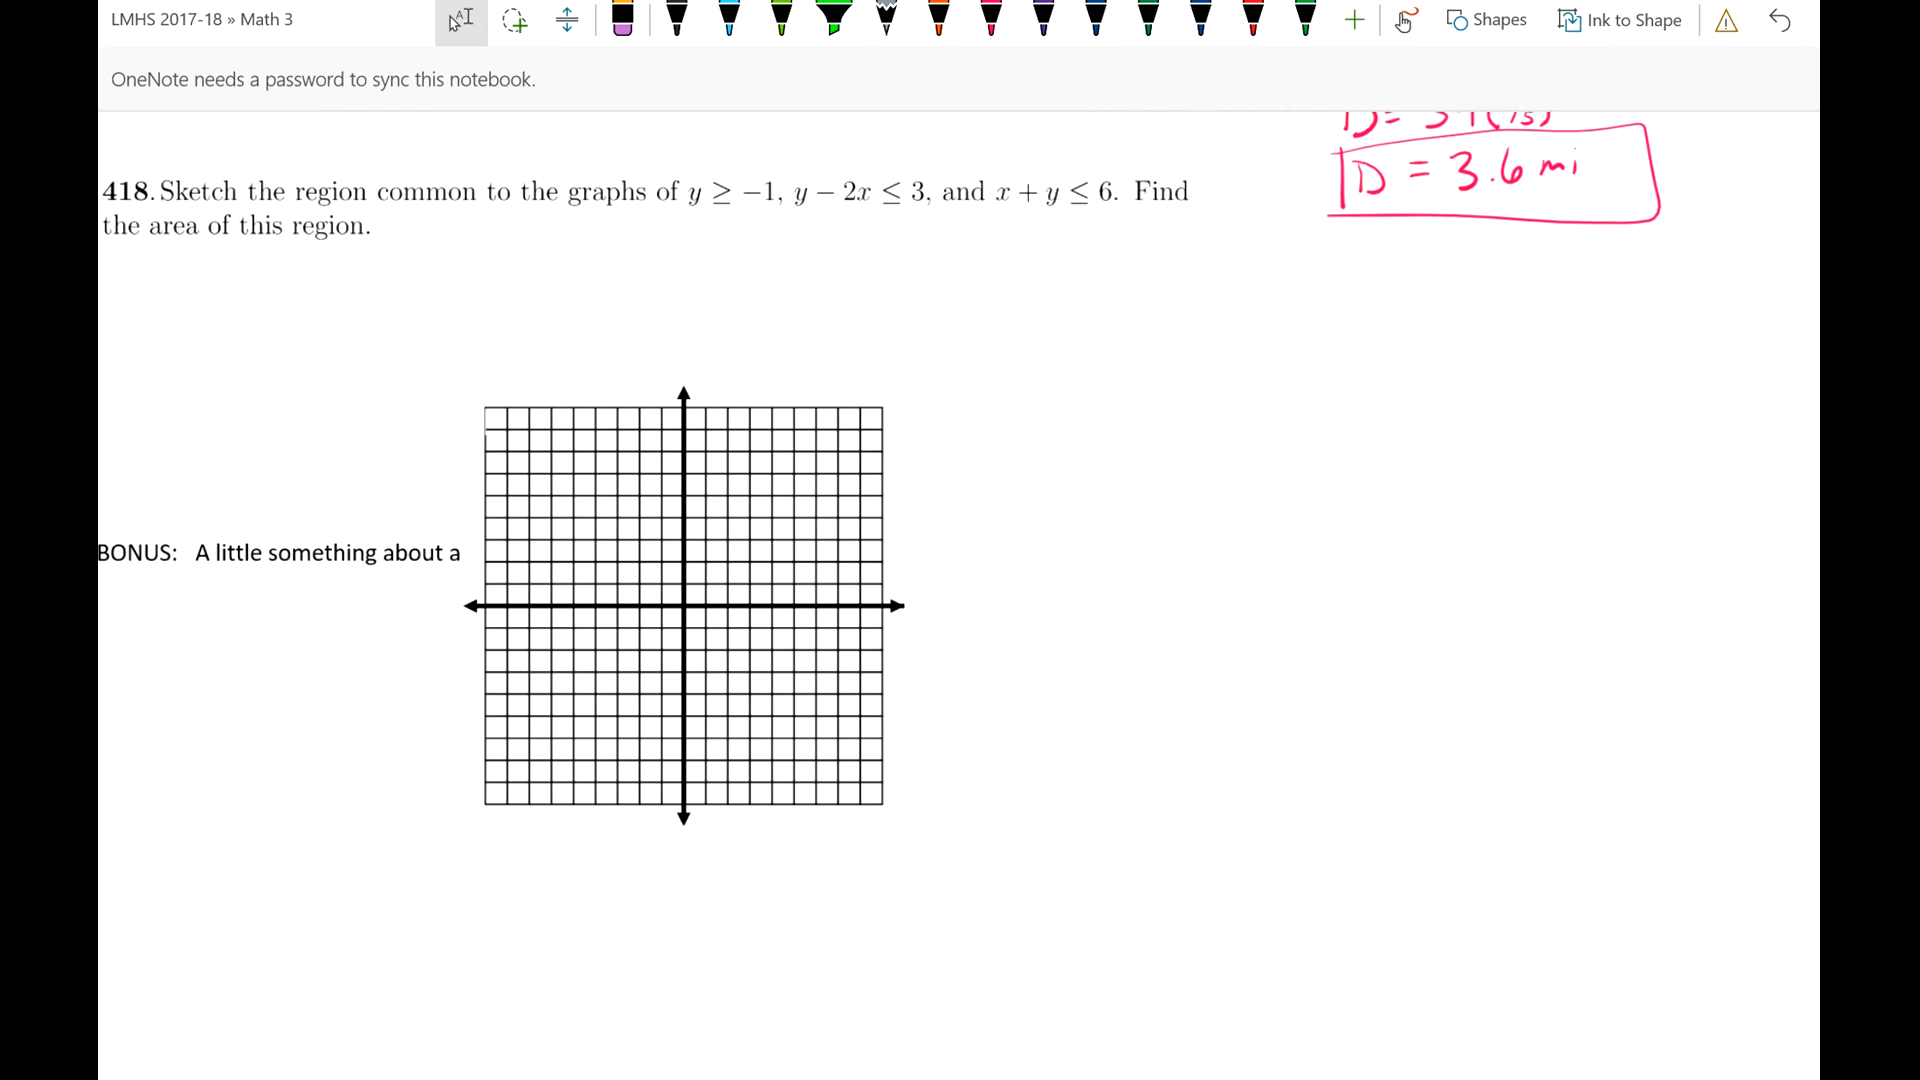 LMHS 2017-18 » Math 3
Shapes
Ink to Shape
OneNote needs a password to sync this notebook.
D = 3.6 mi
418. Sketch the region common to the graphs of y ≥ −1, y − 2x ≤ 3, and x + y ≤ 6. Find
the area of this region.
BONUS: A little something about a